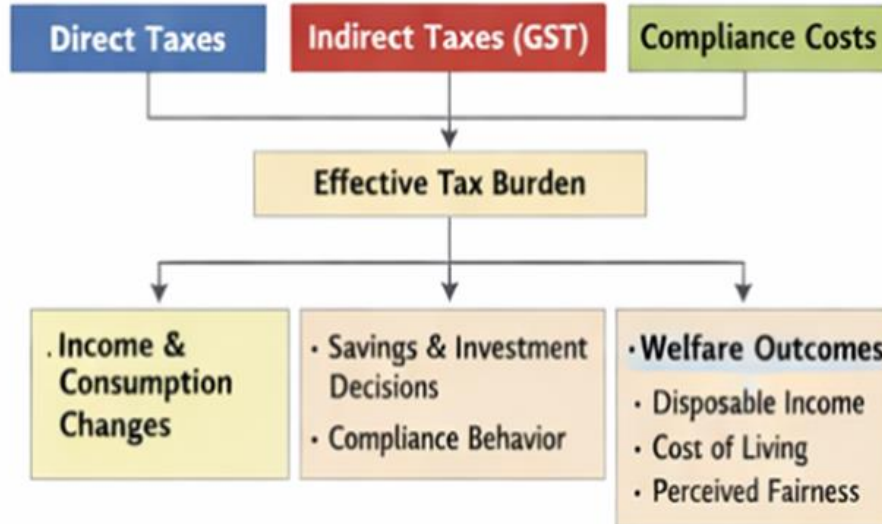 Direct Taxes
Indirect Taxes (GST)
Compliance Costs
Effective Tax Burden
. Income &
Consumption
Changes
· Savings & Investment
Decisions
· Compliance Behavior
· Welfare Outcomes
· Disposable Income
· Cost of Living
· Perceived Fairness